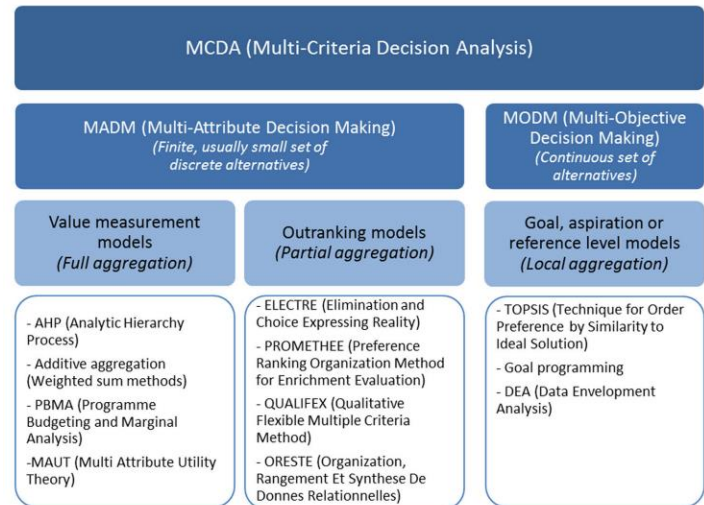 MCDA (Multi-Criteria Decision Analysis)
MADM (Multi-Attribute Decision Making)
(Finite, usually small set of
discrete alternatives)
MODM (Multi-Objective
Decision Making)
(Continuous set of
alternatives)
Value measurement
models
(Full aggregation)
Outranking models
(Partial aggregation)
Goal, aspiration or
reference level models
(Local aggregation)
- AHP (Analytic Hierarchy
Process)
- Additive aggregation
(Weighted sum methods)
- PBMA (Programme
Budgeting and Marginal
Analysis)
-MAUT (Multi Attribute Utility
Theory)
- ELECTRE (Elimination and
Choice Expressing Reality)
- PROMETHEE (Preference
Ranking Organization Method
for Enrichment Evaluation)
- QUALIFEX (Qualitative
Flexible Multiple Criteria
Method)
- ORESTE (Organization,
Rangement Et Synthese De
Donnes Relationnelles)
- TOPSIS (Technique for Order
Preference by Similarity to
Ideal Solution)
- Goal programming
- DEA (Data Envelopment
Analysis)